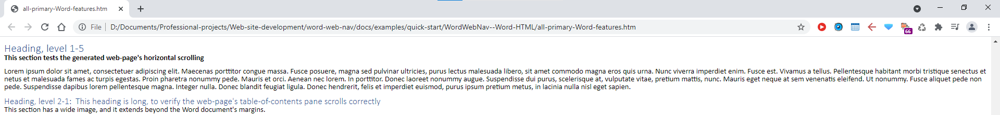 all-primary-Word-features.htm
File
D:/Documents/Professional-projects/Web-site-development/word-web-nav/docs/examples/quick-start/WordWebNav--Word-HTML/all-primary-Word-features.htm
66
Heading, level 1-5
This section tests the generated web-page's horizontal scrolling
Lorem ipsum dolor sit amet, consectetuer adipiscing elit. Maecenas porttitor congue massa. Fusce posuere, magna sed pulvinar ultricies, purus lectus malesuada libero, sit amet commodo magna eros quis urna. Nunc viverra imperdiet enim. Fusce est. Vivamus a tellus. Pellentesque habitant morbi tristique senectus et
netus et malesuada fames ac turpis egestas. Proin pharetra nonummy pede. Mauris et orci. Aenean nec lorem. In porttitor. Donec laoreet nonummy augue. Suspendisse dui purus, scelerisque at, vulputate vitae, pretium mattis, nunc. Mauris eget neque at sem venenatis eleifend. Ut nonummy. Fusce aliquet pede non
pede. Suspendisse dapibus lorem pellentesque magna. Integer nulla. Donec blandit feugiat ligula. Donec hendrerit, felis et imperdiet euismod, purus ipsum pretium metus, in lacinia nulla nisl eget sapien.
Heading, level 2-1:  This heading is long, to verify the web-page's table-of-contents pane scrolls correctly
This section has a wide image, and it extends beyond the Word document's margins.